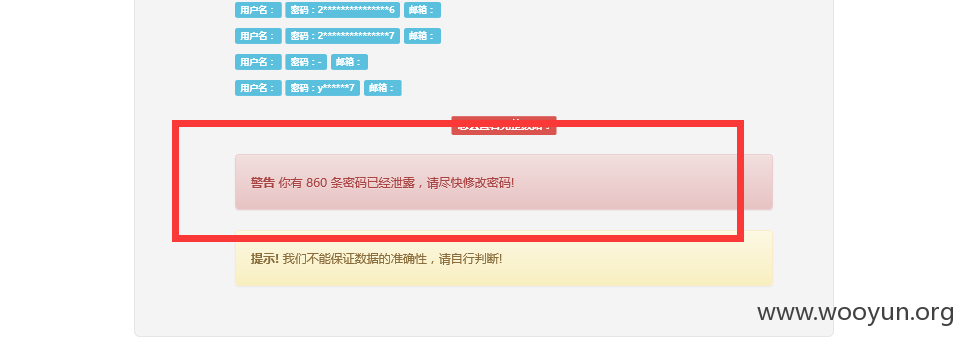 用户名： 密码：2***************6 邮箱：
用户名： 密码：2***************7 邮箱：
用户名： 密码：- 邮箱：
用户名： 密码：y******7 邮箱：
警告 你有 860 条密码已经泄露，请尽快修改密码!
提示! 我们不能保证数据的准确性，请自行判断!
www.wooyun.org